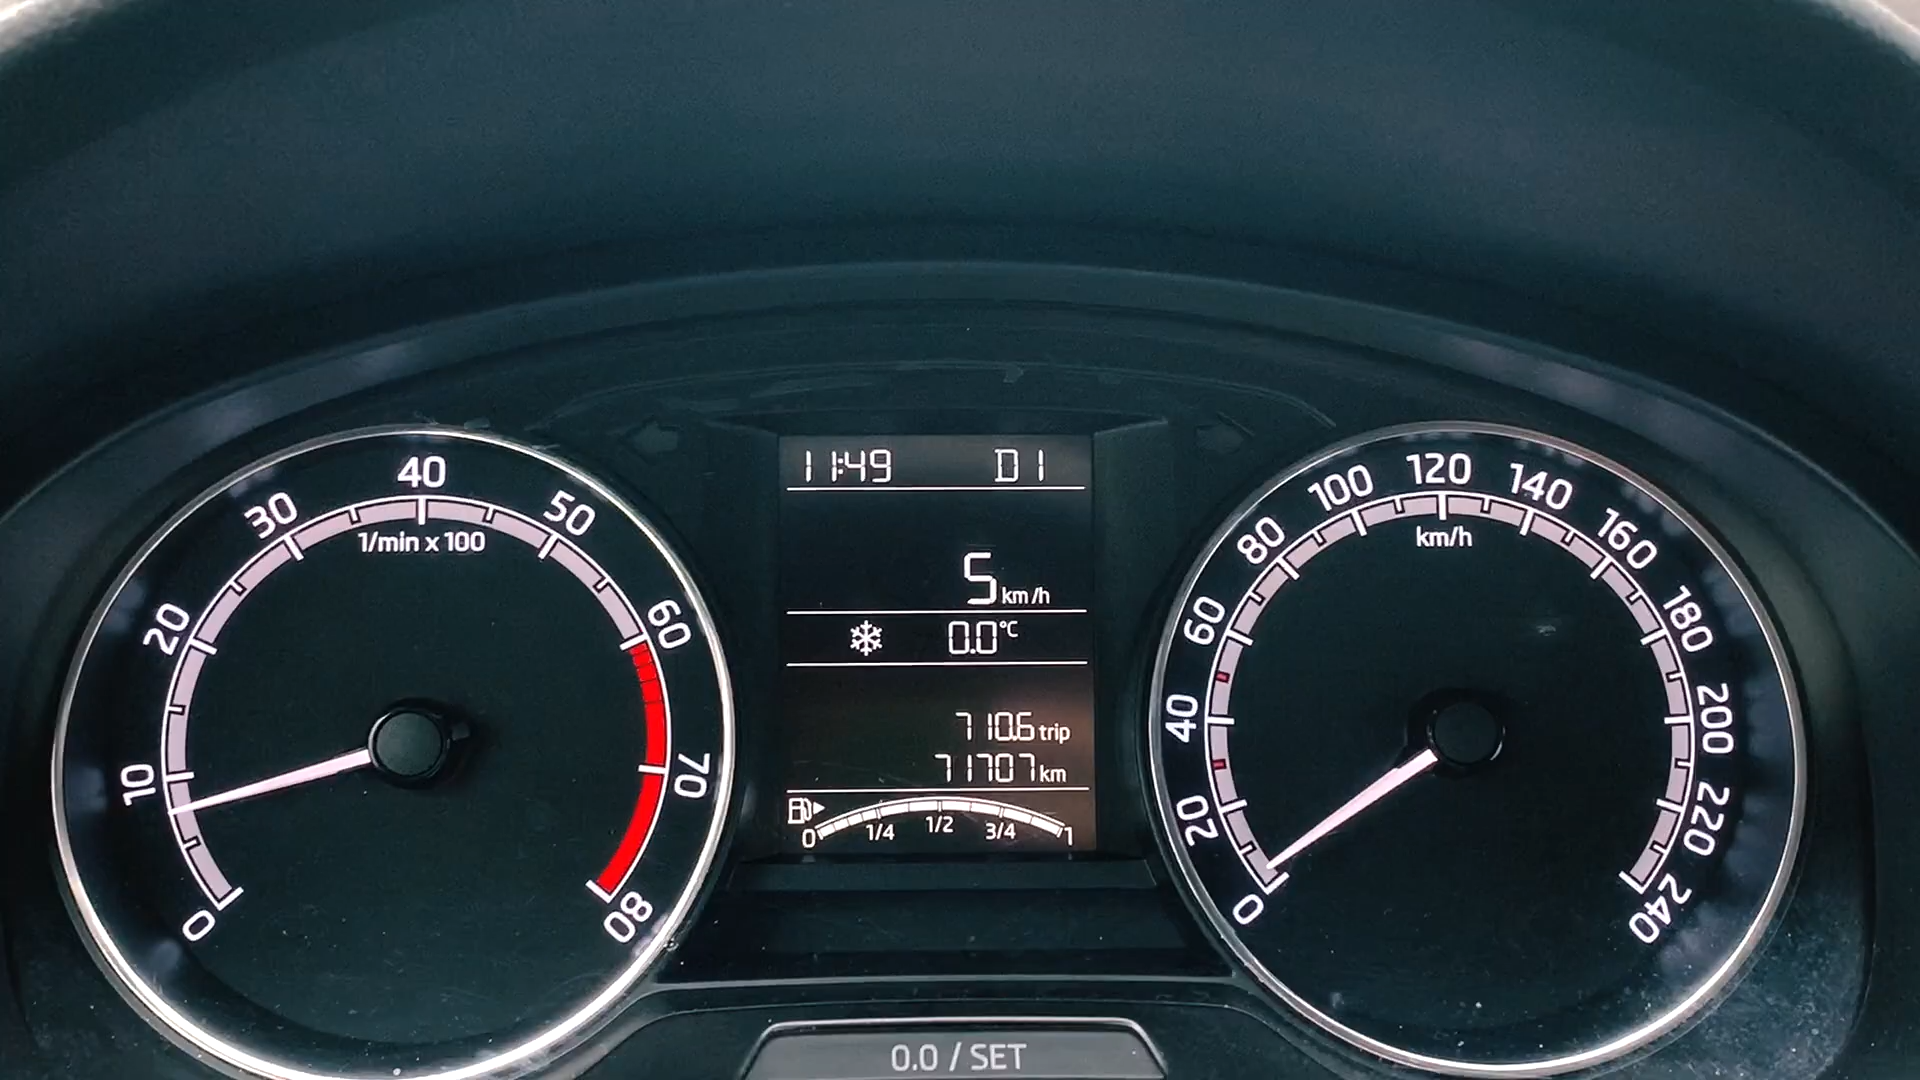 0
10
20
30
40
50
60
70
80
1/min x 100
11:49 D1
5 km/h
0.0°C
710.6 trip
71707 km
0 1/4 1/2 3/4 1
0
20
40
60
80
100
120
140
160
180
200
220
240
km/h
0.0 / SET